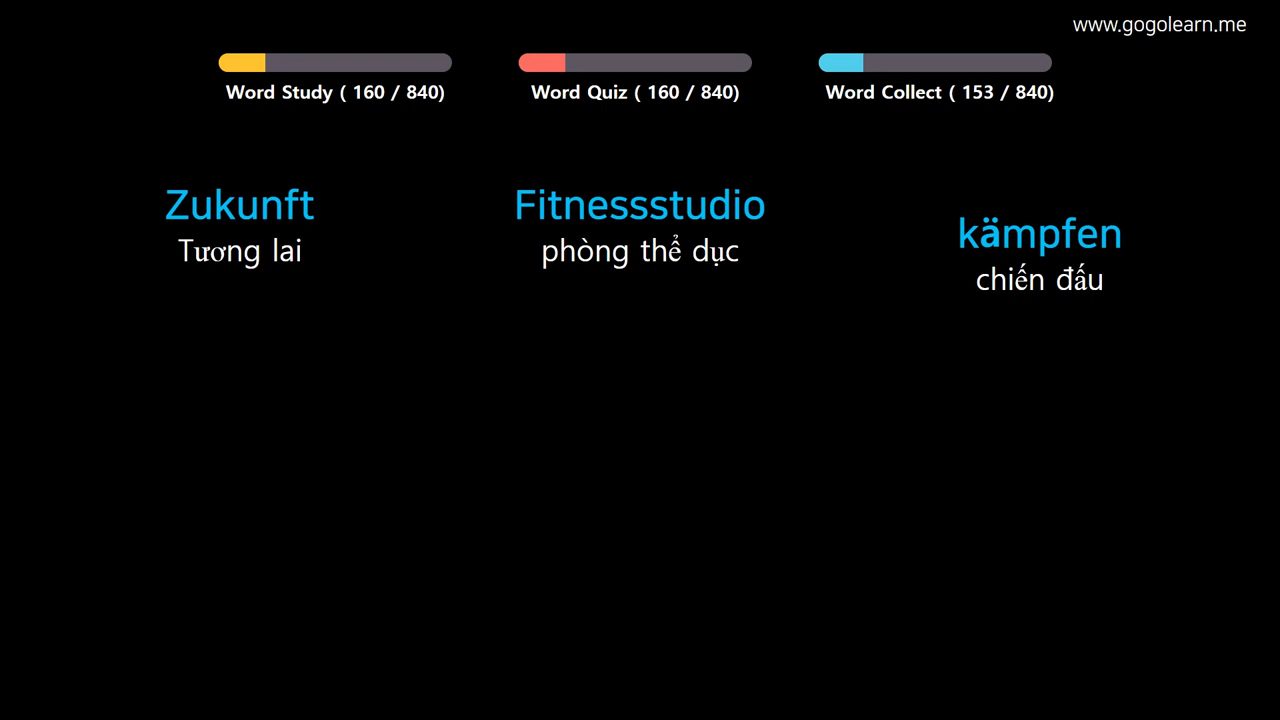 www.gogolearn.me
Word Study ( 160 / 840)
Word Quiz ( 160 / 840)
Word Collect ( 153 / 840)
Zukunft
Tương lai
Fitnessstudio
phòng thể dục
kämpfen
chiến đấu